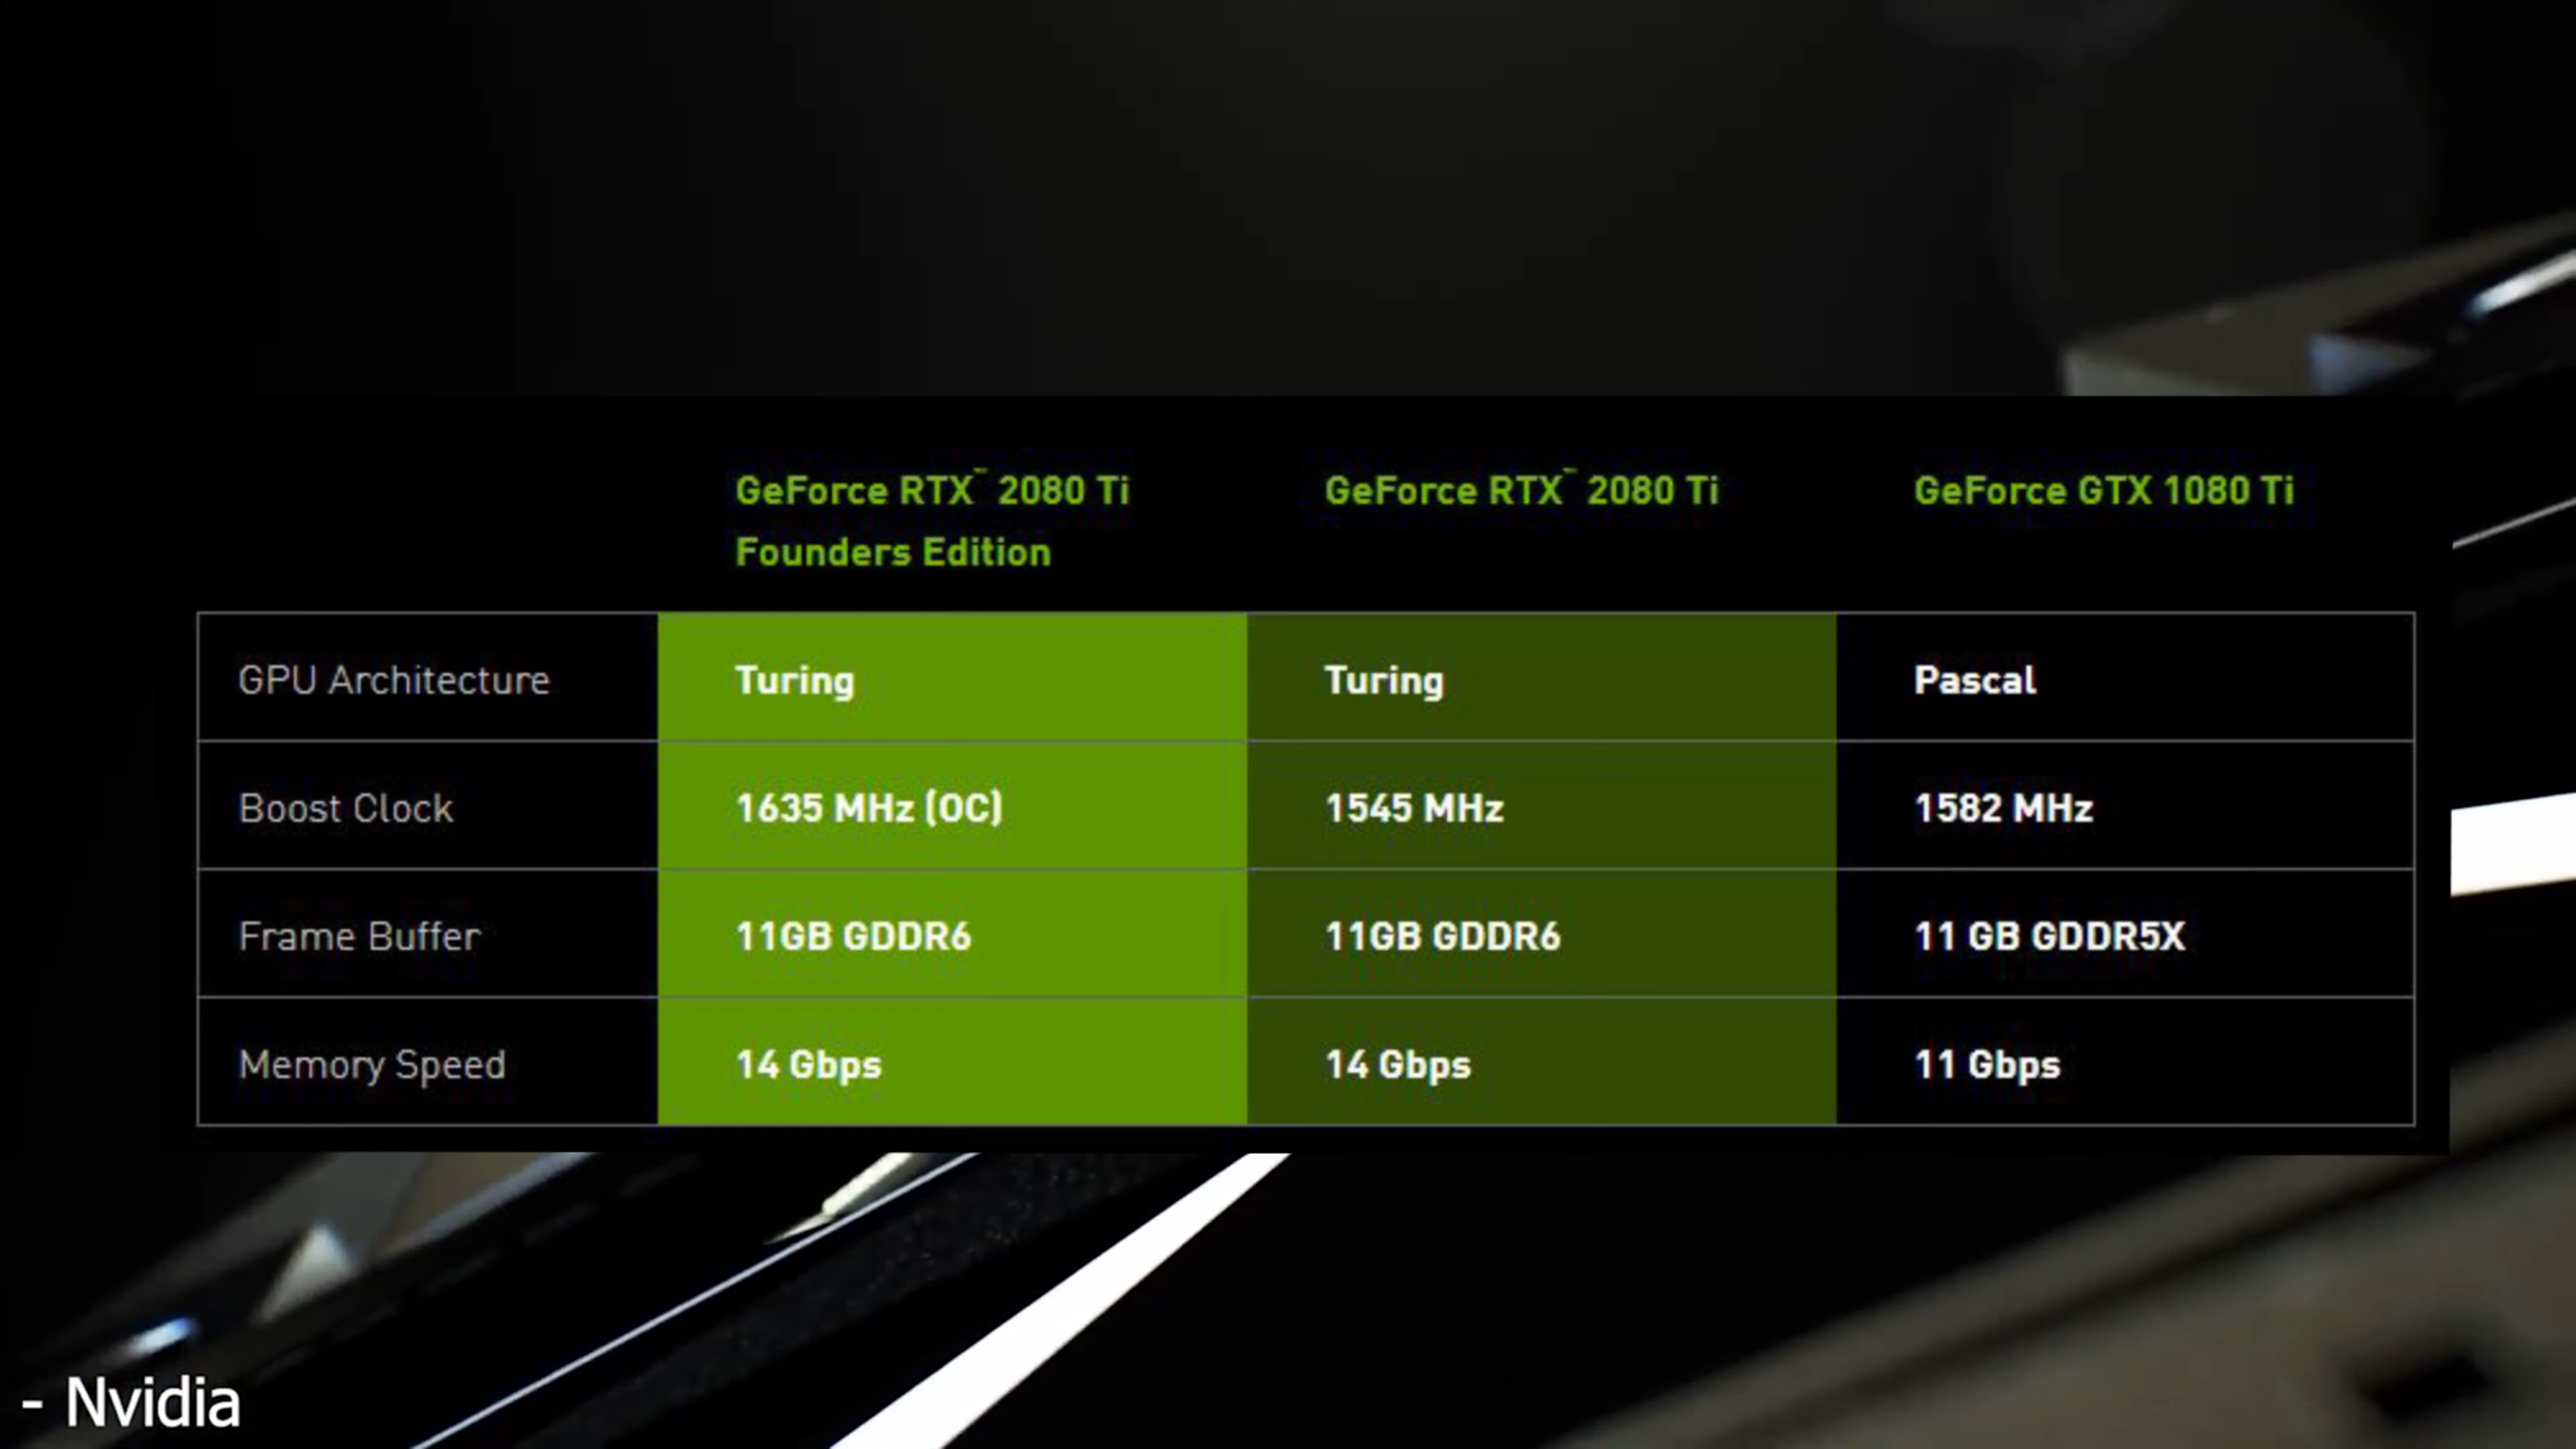 GeForce RTX™ 2080 Ti Founders Edition
GeForce RTX™ 2080 Ti
GeForce GTX 1080 Ti
GPU Architecture Turing Turing Pascal
Boost Clock 1635 MHz (OC) 1545 MHz 1582 MHz
Frame Buffer 11GB GDDR6 11GB GDDR6 11 GB GDDR5X
Memory Speed 14 Gbps 14 Gbps 11 Gbps
- Nvidia